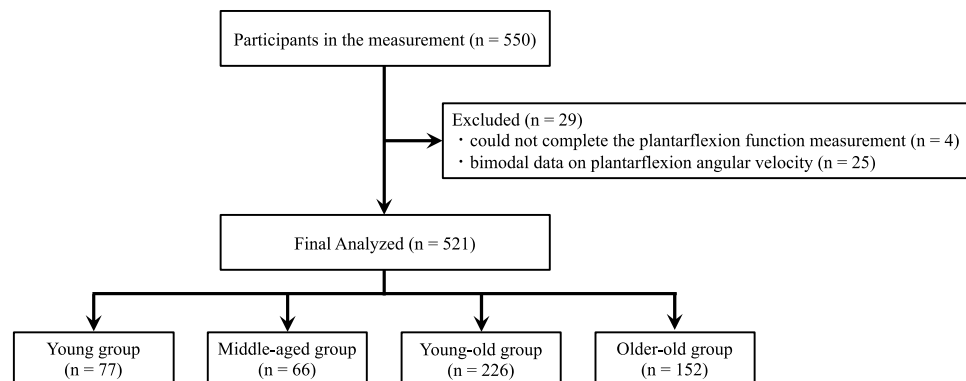 Participants in the measurement (n = 550)
Excluded (n = 29)
・could not complete the plantarflexion function measurement (n = 4)
・bimodal data on plantarflexion angular velocity (n = 25)
Final Analyzed (n = 521)
Young group
(n = 77)
Middle-aged group
(n = 66)
Young-old group
(n = 226)
Older-old group
(n = 152)